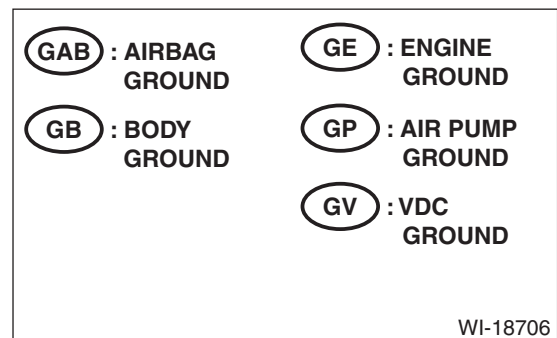 GAB : AIRBAG
GROUND
GB : BODY
GROUND
GE : ENGINE
GROUND
GP : AIR PUMP
GROUND
GV : VDC
GROUND
WI-18706